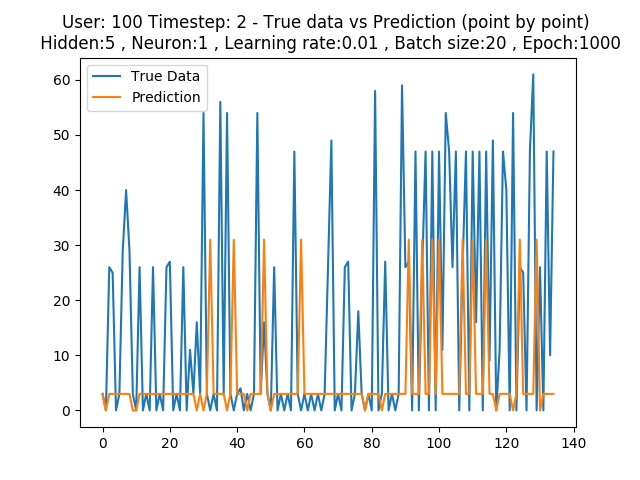 User: 100 Timestep: 2 - True data vs Prediction (point by point)
Hidden:5 , Neuron:1 , Learning rate:0.01 , Batch size:20 , Epoch:1000
True Data
Prediction
60
50
40
30
20
10
0
0 20 40 60 80 100 120 140